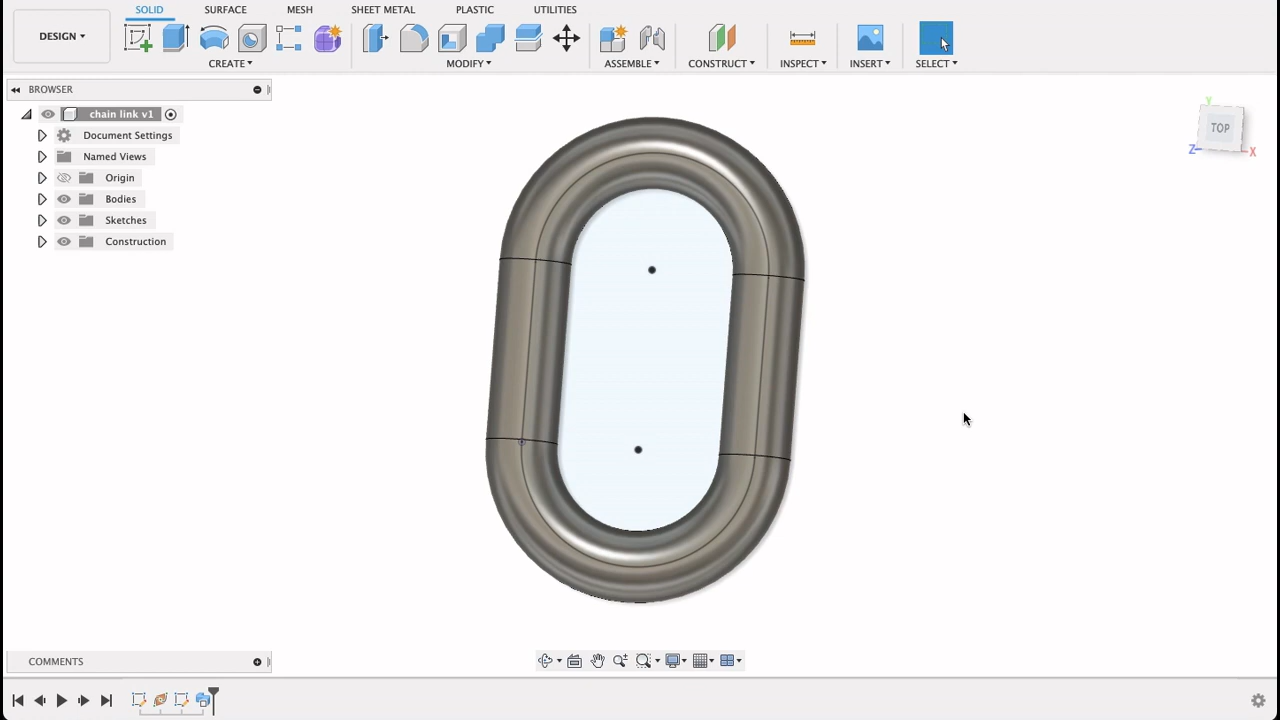 SOLID SURFACE MESH SHEET METAL PLASTIC UTILITIES
DESIGN
CREATE MODIFY ASSEMBLE CONSTRUCT INSPECT INSERT SELECT
BROWSER
chain link v1
Document Settings
Named Views
Origin
Bodies
Sketches
Construction
Y
TOP
Z X
COMMENTS